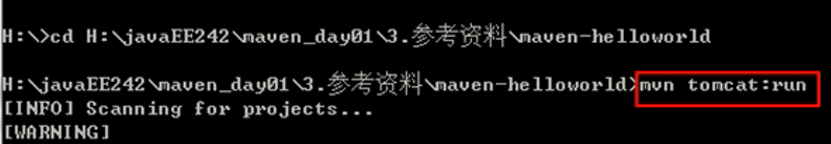 H:\>cd H:\javaEE242\maven_day01\3.参考资料\maven-helloworld
H:\javaEE242\maven_day01\3.参考资料\maven-helloworld>mvn tomcat:run
[INFO] Scanning for projects...
[WARNING]